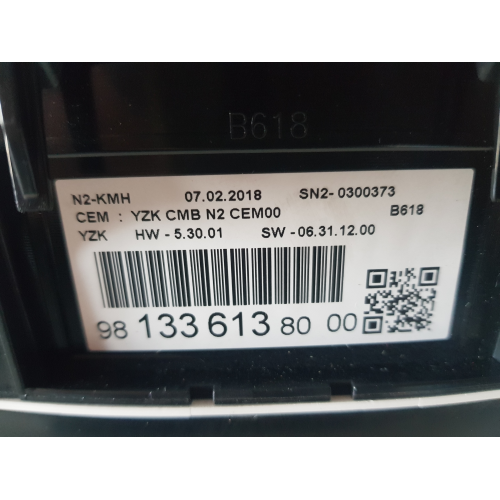 B618
N2-KMH 07.02.2018 SN2- 0300373
CEM : YZK CMB N2 CEM00 B618
YZK HW - 5.30.01 SW - 06.31.12.00
98 133 613 80 00